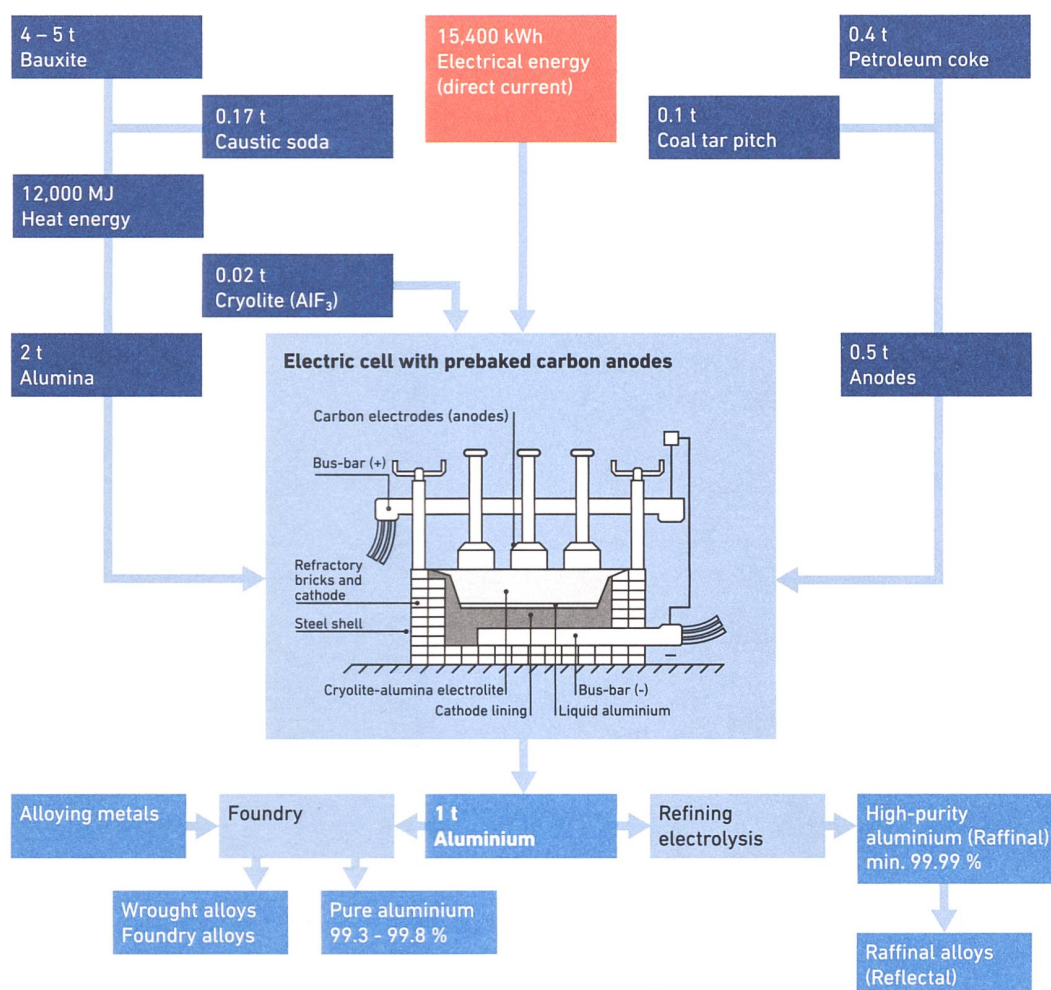 4 – 5 t
Bauxite
15,400 kWh
Electrical energy
(direct current)
0.4 t
Petroleum coke
0.17 t
Caustic soda
0.1 t
Coal tar pitch
12,000 MJ
Heat energy
0.02 t
Cryolite (AlF₃)
2 t
Alumina
Electric cell with prebaked carbon anodes
0.5 t
Anodes
Carbon electrodes (anodes)
Bus-bar (+)
Refractory
bricks and
cathode
Steel shell
–
Cryolite-alumina electrolite
Bus-bar (-)
Cathode lining
Liquid aluminium
Alloying metals
Foundry
1 t
Aluminium
Refining
electrolysis
High-purity
aluminium (Raffinal)
min. 99.99 %
Wrought alloys
Foundry alloys
Pure aluminium
99.3 - 99.8 %
Raffinal alloys
(Reflectal)